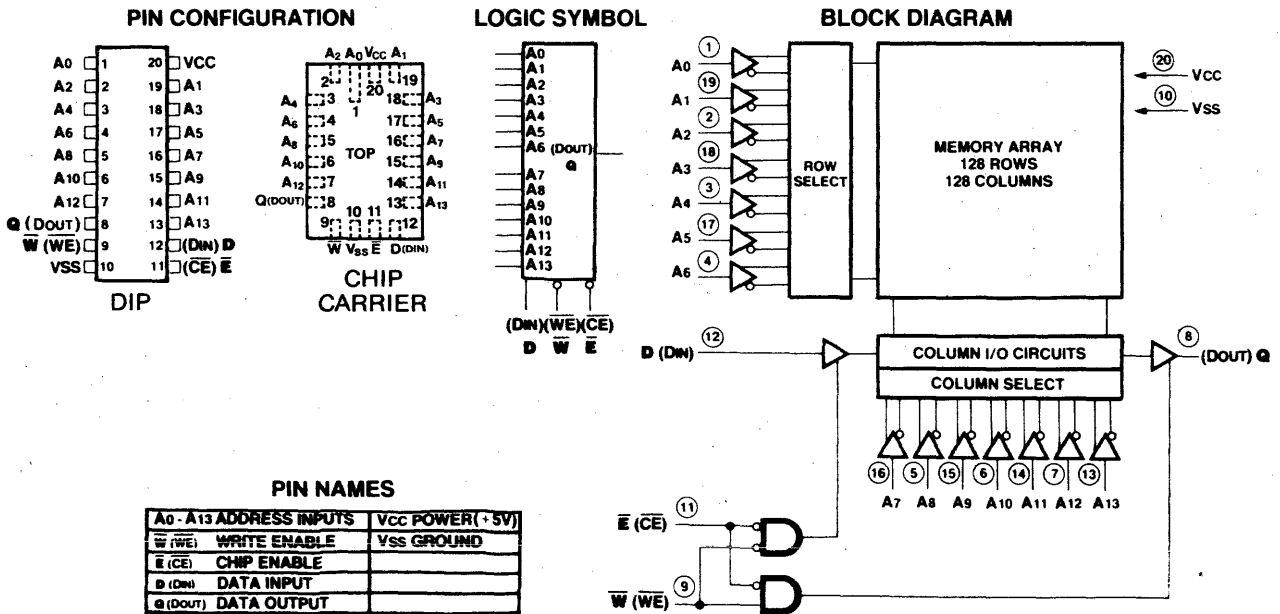 PIN CONFIGURATION
A0 1 20 VCC
A2 2 19 A1
A4 3 18 A3
A6 4 17 A5
A8 5 16 A7
A10 6 15 A9
A12 7 14 A11
Q (DOUT) 8 13 A13
W̅ (W̅E̅) 9 12 (DIN) D
VSS 10 11 (C̅E̅) E̅
DIP
A2 A0 VCC A1
2 1 20 19
A4 3 18 A3
A6 4 17 A5
A8 5 16 A7
TOP
A10 6 15 A9
A12 7 14 A11
Q(DOUT) 8 13 A13
9 10 11 12
W̅ VSS E̅ D(DIN)
CHIP
CARRIER
LOGIC SYMBOL
A0
A1
A2
A3
A4
A5
A6 (DOUT)
Q
A7
A8
A9
A10
A11
A12
A13
(DIN)(W̅E̅)(C̅E̅)
D W̅ E̅
BLOCK DIAGRAM
1
A0
19
A1
2
A2
18
A3
3
A4
17
A5
4
A6
ROW
SELECT
MEMORY ARRAY
128 ROWS
128 COLUMNS
20
VCC
10
VSS
D (DIN) 12
COLUMN I/O CIRCUITS
COLUMN SELECT
8
(DOUT) Q
16 5 15 6 14 7 13
A7 A8 A9 A10 A11 A12 A13
E̅ (C̅E̅) 11
W̅ (W̅E̅) 9
PIN NAMES
A0 - A13 ADDRESS INPUTS VCC POWER(+5V)
W̅ (W̅E̅) WRITE ENABLE VSS GROUND
E̅ (C̅E̅) CHIP ENABLE
D (DIN) DATA INPUT
Q (DOUT) DATA OUTPUT